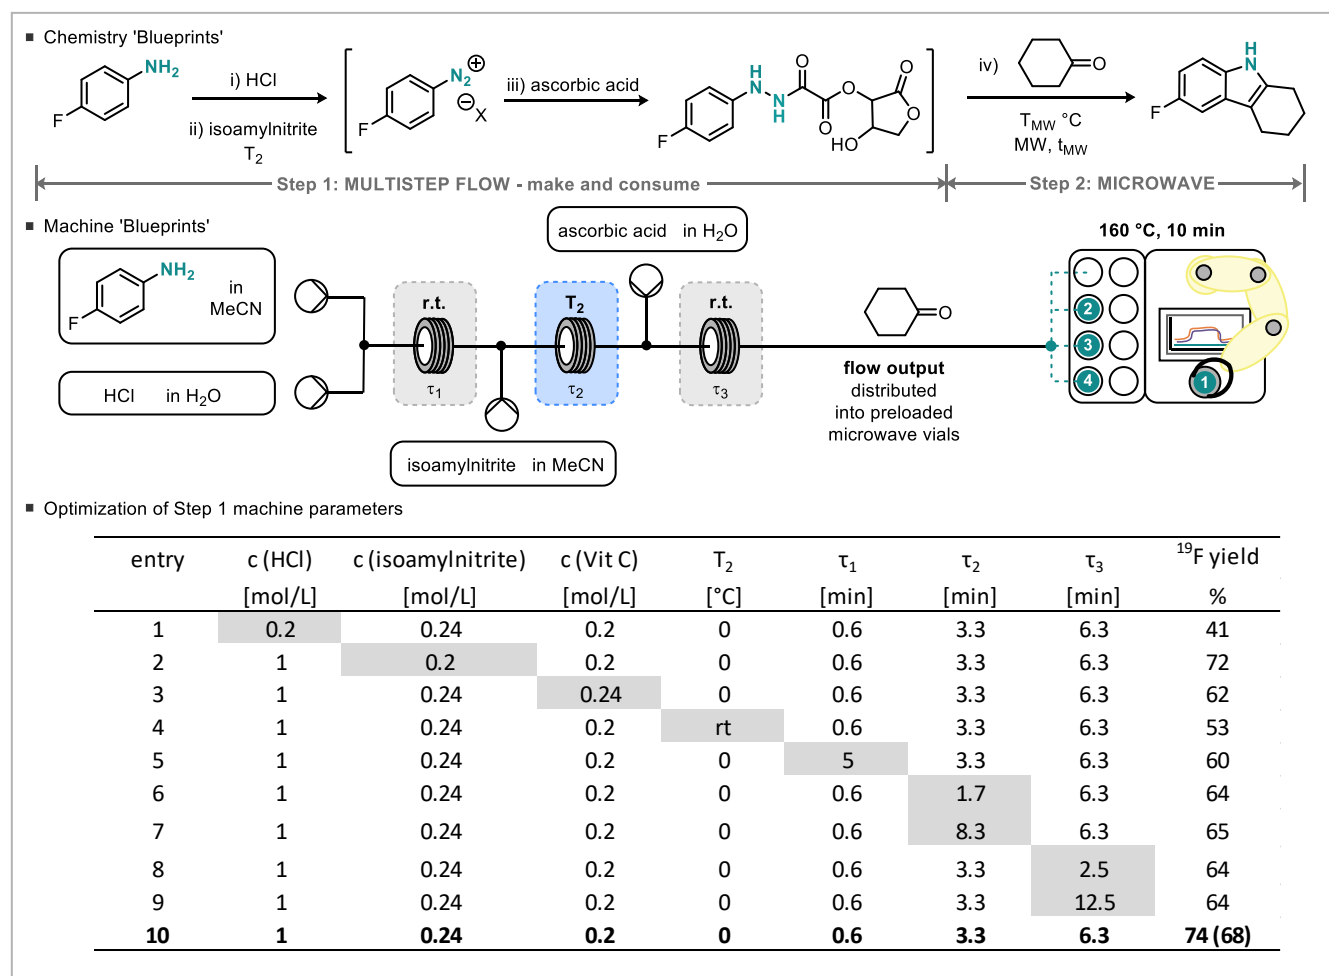 ■ Chemistry 'Blueprints'
NH2
F
i) HCl
ii) isoamylnitrite
T2
N2 ⊕
⊖ X
F
iii) ascorbic acid
H
N
N
H
O
O
O
O
O
HO
F
iv)
O
TMW °C
MW, tMW
H
N
F
Step 1: MULTISTEP FLOW - make and consume
Step 2: MICROWAVE
■ Machine 'Blueprints'
ascorbic acid in H2O
160 °C, 10 min
NH2
F
in
MeCN
HCl in H2O
r.t.
τ1
T2
τ2
r.t.
τ3
isoamylnitrite in MeCN
O
flow output
distributed
into preloaded
microwave vials
2
3
4
1
■ Optimization of Step 1 machine parameters
entry c (HCl) c (isoamylnitrite) c (Vit C) T2 τ1 τ2 τ3 19F yield
[mol/L] [mol/L] [mol/L] [°C] [min] [min] [min] %
1 0.2 0.24 0.2 0 0.6 3.3 6.3 41
2 1 0.2 0.2 0 0.6 3.3 6.3 72
3 1 0.24 0.24 0 0.6 3.3 6.3 62
4 1 0.24 0.2 rt 0.6 3.3 6.3 53
5 1 0.24 0.2 0 5 3.3 6.3 60
6 1 0.24 0.2 0 0.6 1.7 6.3 64
7 1 0.24 0.2 0 0.6 8.3 6.3 65
8 1 0.24 0.2 0 0.6 3.3 2.5 64
9 1 0.24 0.2 0 0.6 3.3 12.5 64
10 1 0.24 0.2 0 0.6 3.3 6.3 74 (68)